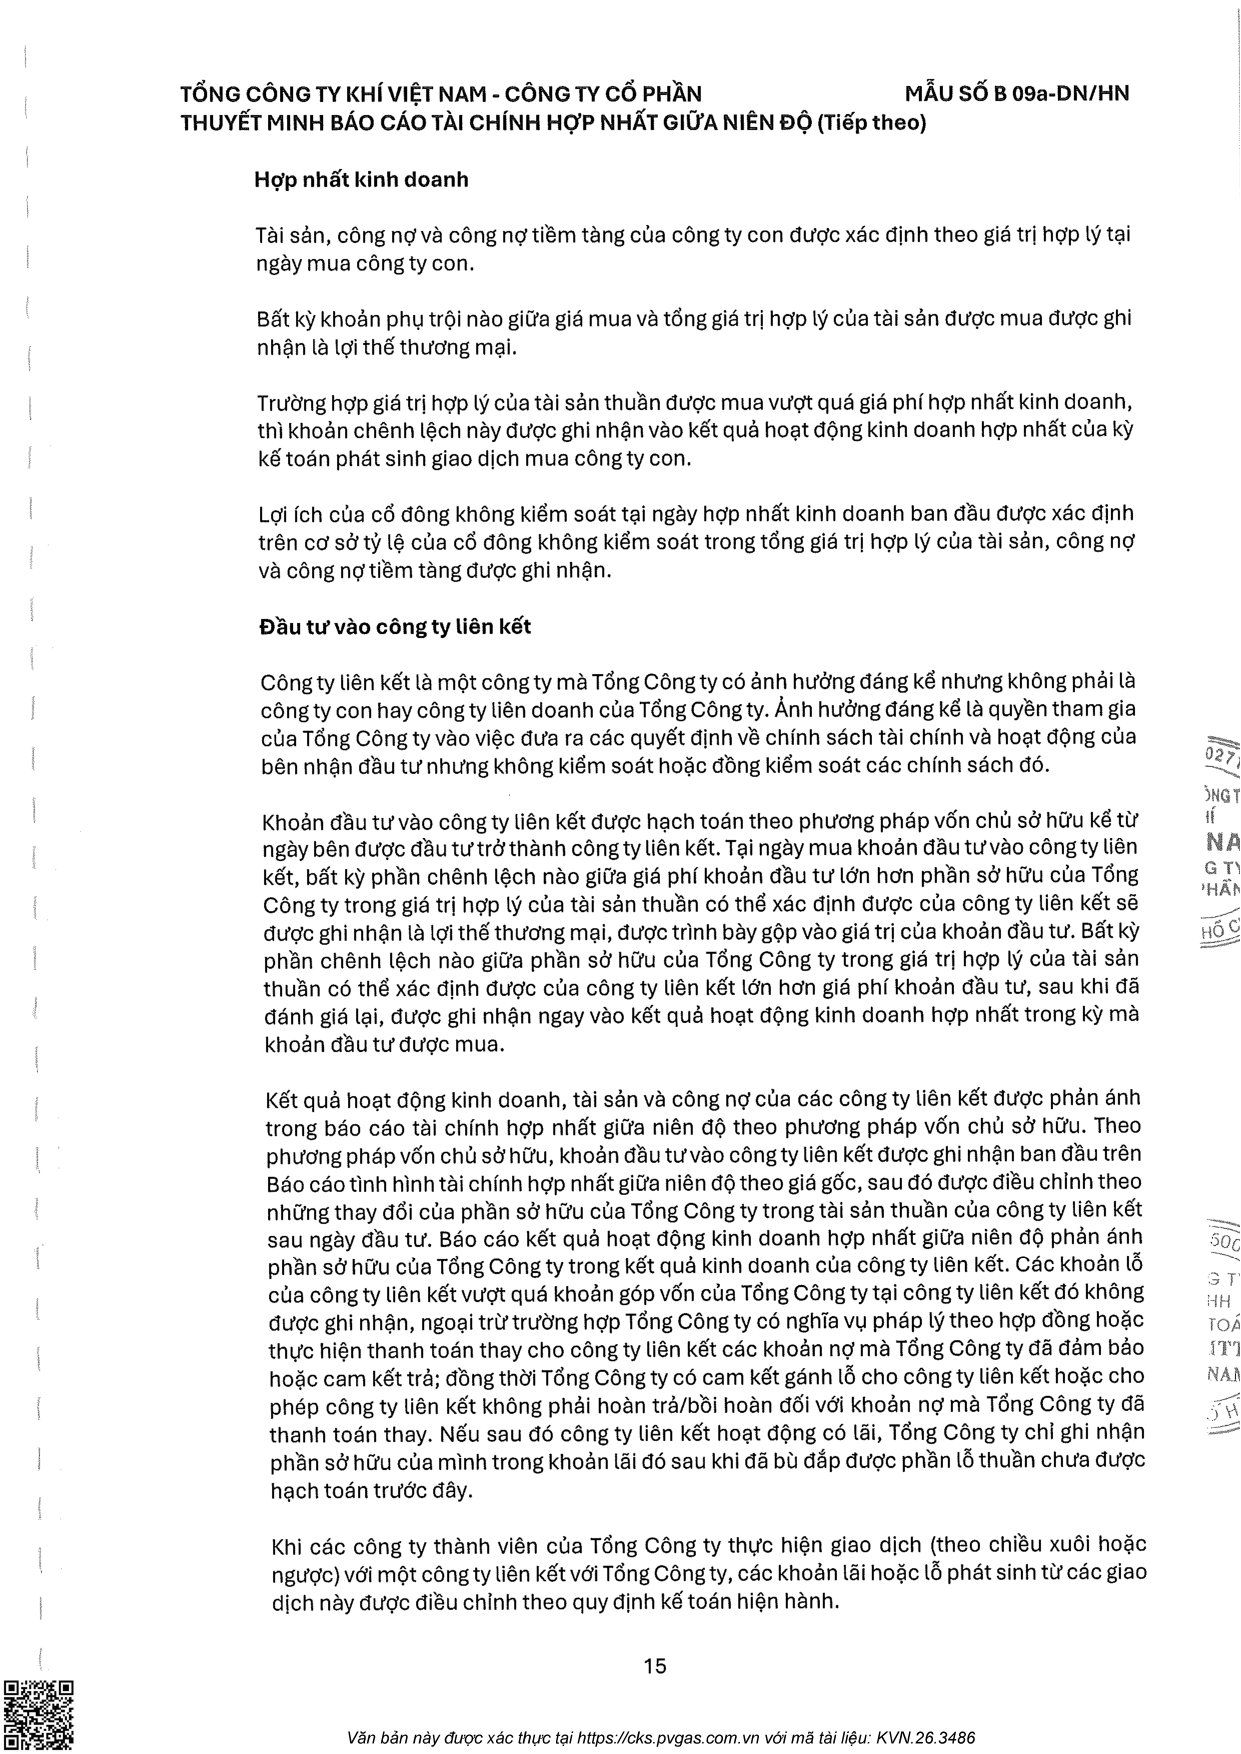 TỔNG CÔNG TY KHÍ VIỆT NAM - CÔNG TY CỔ PHẦN MẪU SỐ B 09a-DN/HN
THUYẾT MINH BÁO CÁO TÀI CHÍNH HỢP NHẤT GIỮA NIÊN ĐỘ (Tiếp theo)
Hợp nhất kinh doanh
Tài sản, công nợ và công nợ tiềm tàng của công ty con được xác định theo giá trị hợp lý tại
ngày mua công ty con.
Bất kỳ khoản phụ trội nào giữa giá mua và tổng giá trị hợp lý của tài sản được mua được ghi
nhận là lợi thế thương mại.
Trường hợp giá trị hợp lý của tài sản thuần được mua vượt quá giá phí hợp nhất kinh doanh,
thì khoản chênh lệch này được ghi nhận vào kết quả hoạt động kinh doanh hợp nhất của kỳ
kế toán phát sinh giao dịch mua công ty con.
Lợi ích của cổ đông không kiểm soát tại ngày hợp nhất kinh doanh ban đầu được xác định
trên cơ sở tỷ lệ của cổ đông không kiểm soát trong tổng giá trị hợp lý của tài sản, công nợ
và công nợ tiềm tàng được ghi nhận.
Đầu tư vào công ty liên kết
Công ty liên kết là một công ty mà Tổng Công ty có ảnh hưởng đáng kể nhưng không phải là
công ty con hay công ty liên doanh của Tổng Công ty. Ảnh hưởng đáng kể là quyền tham gia
của Tổng Công ty vào việc đưa ra các quyết định về chính sách tài chính và hoạt động của
bên nhận đầu tư nhưng không kiểm soát hoặc đồng kiểm soát các chính sách đó.
Khoản đầu tư vào công ty liên kết được hạch toán theo phương pháp vốn chủ sở hữu kể từ
ngày bên được đầu tư trở thành công ty liên kết. Tại ngày mua khoản đầu tư vào công ty liên
kết, bất kỳ phần chênh lệch nào giữa giá phí khoản đầu tư lớn hơn phần sở hữu của Tổng
Công ty trong giá trị hợp lý của tài sản thuần có thể xác định được của công ty liên kết sẽ
được ghi nhận là lợi thế thương mại, được trình bày gộp vào giá trị của khoản đầu tư. Bất kỳ
phần chênh lệch nào giữa phần sở hữu của Tổng Công ty trong giá trị hợp lý của tài sản
thuần có thể xác định được của công ty liên kết lớn hơn giá phí khoản đầu tư, sau khi đã
đánh giá lại, được ghi nhận ngay vào kết quả hoạt động kinh doanh hợp nhất trong kỳ mà
khoản đầu tư được mua.
Kết quả hoạt động kinh doanh, tài sản và công nợ của các công ty liên kết được phản ánh
trong báo cáo tài chính hợp nhất giữa niên độ theo phương pháp vốn chủ sở hữu. Theo
phương pháp vốn chủ sở hữu, khoản đầu tư vào công ty liên kết được ghi nhận ban đầu trên
Báo cáo tình hình tài chính hợp nhất giữa niên độ theo giá gốc, sau đó được điều chỉnh theo
những thay đổi của phần sở hữu của Tổng Công ty trong tài sản thuần của công ty liên kết
sau ngày đầu tư. Báo cáo kết quả hoạt động kinh doanh hợp nhất giữa niên độ phản ánh
phần sở hữu của Tổng Công ty trong kết quả kinh doanh của công ty liên kết. Các khoản lỗ
của công ty liên kết vượt quá khoản góp vốn của Tổng Công ty tại công ty liên kết đó không
được ghi nhận, ngoại trừ trường hợp Tổng Công ty có nghĩa vụ pháp lý theo hợp đồng hoặc
thực hiện thanh toán thay cho công ty liên kết các khoản nợ mà Tổng Công ty đã đảm bảo
hoặc cam kết trả; đồng thời Tổng Công ty có cam kết gánh lỗ cho công ty liên kết hoặc cho
phép công ty liên kết không phải hoàn trả/bồi hoàn đối với khoản nợ mà Tổng Công ty đã
thanh toán thay. Nếu sau đó công ty liên kết hoạt động có lãi, Tổng Công ty chỉ ghi nhận
phần sở hữu của mình trong khoản lãi đó sau khi đã bù đắp được phần lỗ thuần chưa được
hạch toán trước đây.
Khi các công ty thành viên của Tổng Công ty thực hiện giao dịch (theo chiều xuôi hoặc
ngược) với một công ty liên kết với Tổng Công ty, các khoản lãi hoặc lỗ phát sinh từ các giao
dịch này được điều chỉnh theo quy định kế toán hiện hành.
15
Văn bản này được xác thực tại https://cks.pvgas.com.vn với mã tài liệu: KVN.26.3486